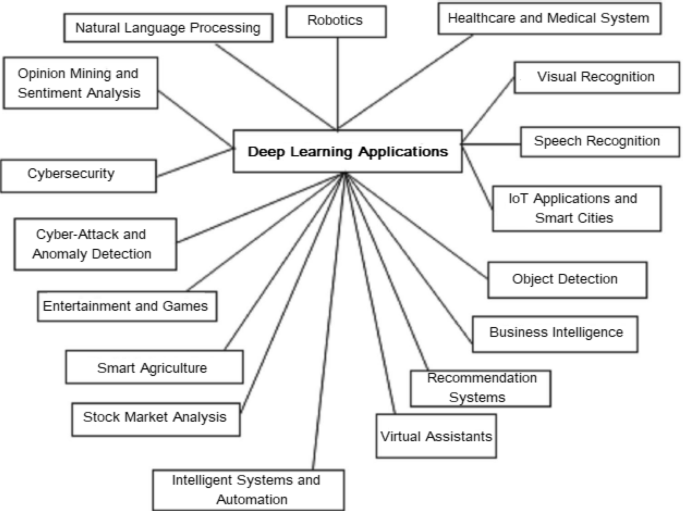 Natural Language Processing
Robotics
Healthcare and Medical System
Opinion Mining and
Sentiment Analysis
Visual Recognition
Deep Learning Applications
Speech Recognition
Cybersecurity
IoT Applications and
Smart Cities
Cyber-Attack and
Anomaly Detection
Object Detection
Entertainment and Games
Business Intelligence
Smart Agriculture
Recommendation
Systems
Stock Market Analysis
Virtual Assistants
Intelligent Systems and
Automation